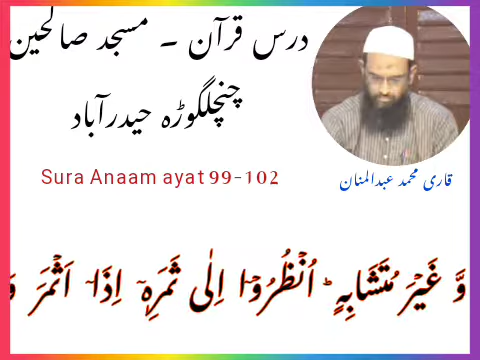 درس قرآن ۔ مسجد صالحین
چنچلگوڑہ حیدرآباد
Sura Anaam ayat 99-102
قاری محمد عبدالمنان
وَّ غَیْرَ مُتَشَابِہٍ ؕ اُنْظُرُوْۤا اِلٰی ثَمَرِہٖۤ اِذَاۤ اَثْمَرَ وَ